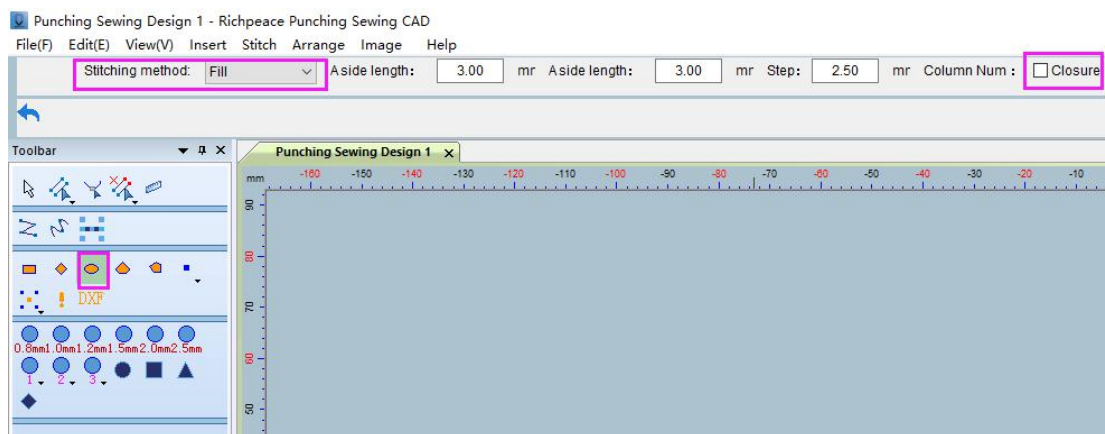 Punching Sewing Design 1 - Richpeace Punching Sewing CAD
File(F) Edit(E) View(V) Insert Stitch Arrange Image Help
Stitching method: Fill Aside length: 3.00 mr Aside length: 3.00 mr Step: 2.50 mr Column Num : Closure
Toolbar Punching Sewing Design 1
mm -160 -150 -140 -130 -120 -110 -100 -90 -80 -70 -60 -50 -40 -30 -20 -10
90
80
DXF
70
0.8mm 1.0mm 1.2mm 1.5mm 2.0mm 2.5mm
60
1 2 3
50